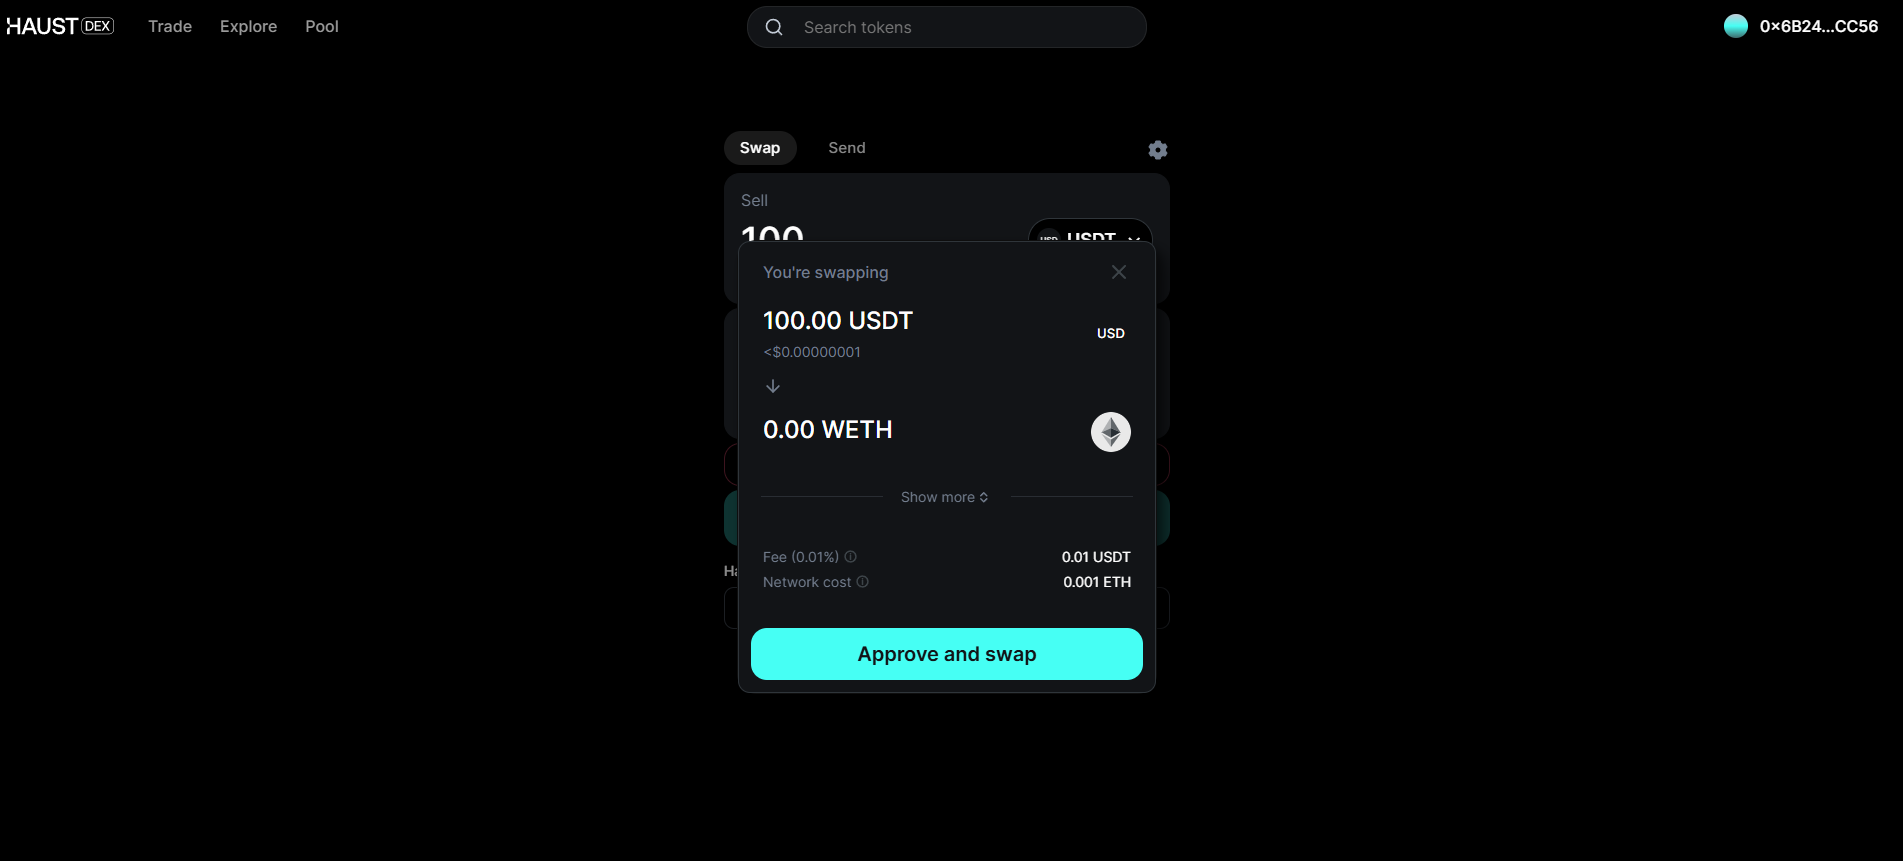 HAUST DEX Trade Explore Pool Search tokens 0×6B24...CC56
Swap Send
Sell
100 USDT
You're swapping
100.00 USDT
USD
<$0.00000001
0.00 WETH
Show more
Fee (0.01%) 0.01 USDT
Network cost 0.001 ETH
Approve and swap